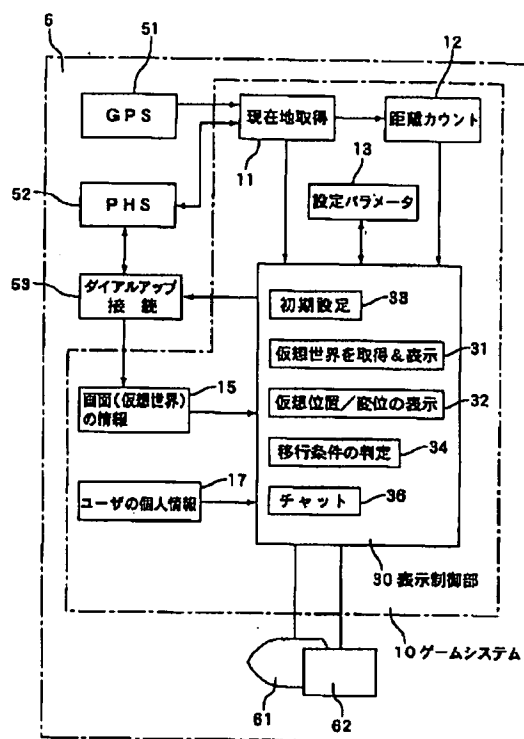 6
51
12
GPS
現在地取得
距離カウント
11
13
52
PHS
設定パラメータ
53
ダイアルアップ
接続
初期設定
33
仮想世界を取得&表示
31
15
画面(仮想世界)
の情報
仮想位置/変位の表示
32
移行条件の判定
34
17
ユーザの個人情報
チャット
36
30表示制御部
10ゲームシステム
61
62